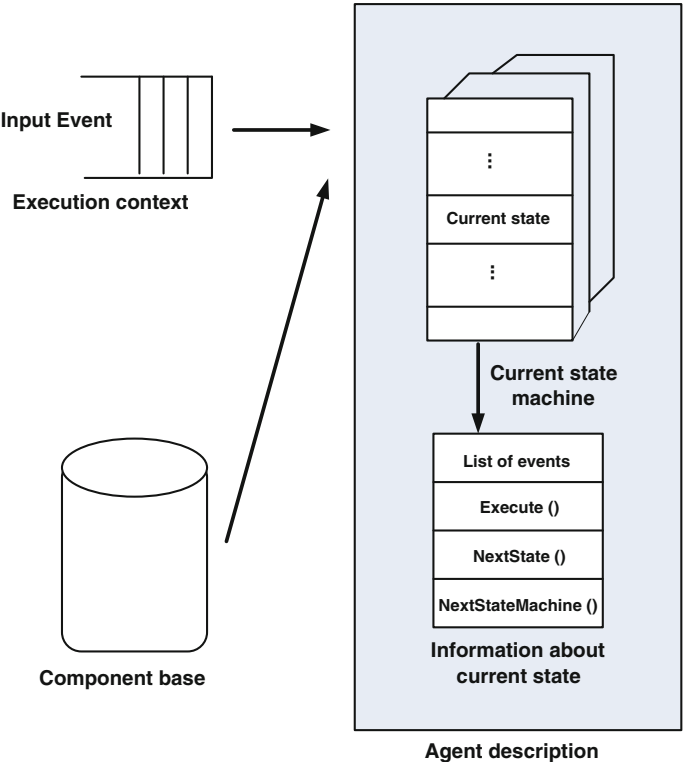 Input Event
Execution context
Component base
⋮
Current state
⋮
Current state
machine
List of events
Execute ()
NextState ()
NextStateMachine ()
Information about
current state
Agent description